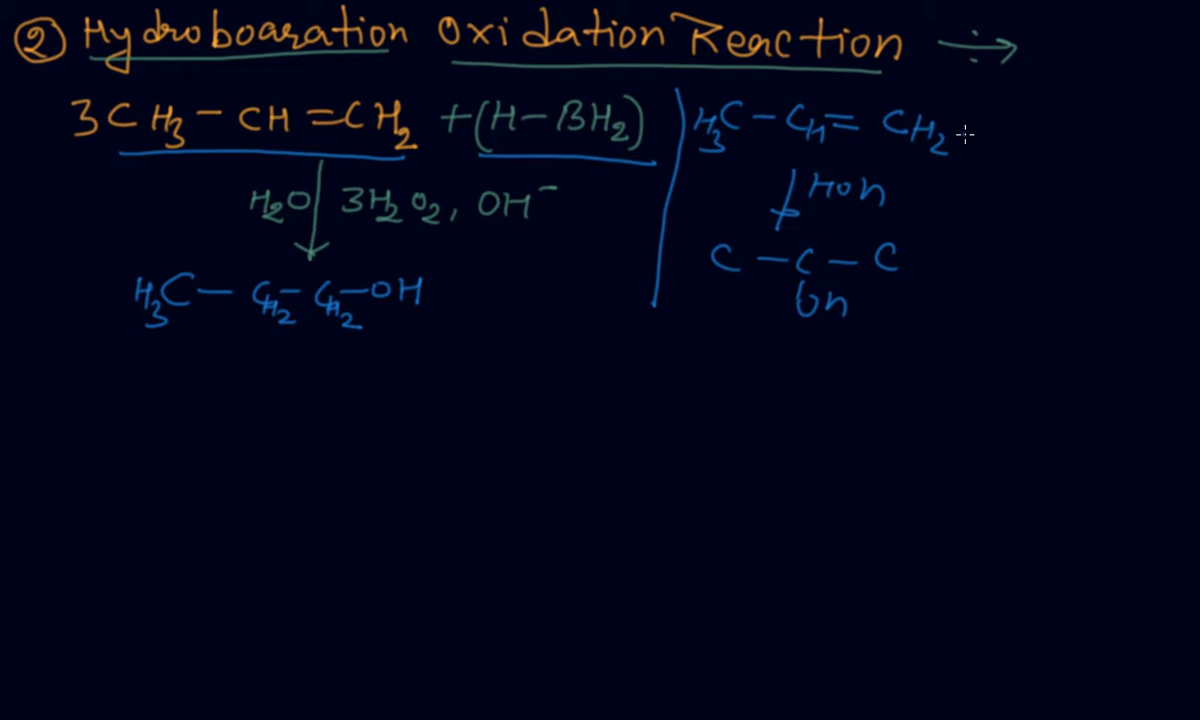 ② Hydroboaration Oxidation Reaction ÷→
3CH₃-CH=CH₂ + (H-BH₂)
H₂O 3H₂O₂, OH⁻
H₃C-CH₂-CH₂-OH
H₃C-CH=CH₂
HOH
C-C-C
OH